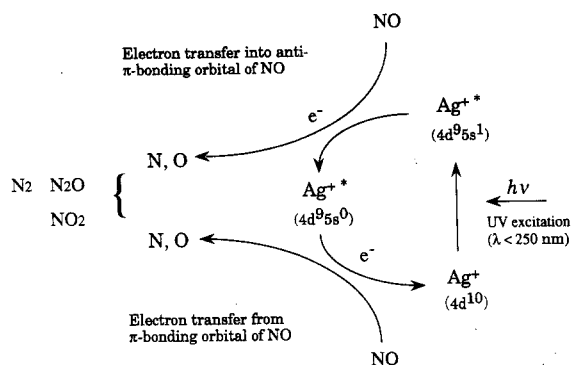 NO
Electron transfer into anti-
π-bonding orbital of NO
e⁻
Ag⁺*
(4d⁹5s¹)
N, O
N₂ N₂O
NO₂
Ag⁺*
(4d⁹5s⁰)
hν
UV excitation
(λ < 250 nm)
N, O
e⁻
Ag⁺
(4d¹⁰)
Electron transfer from
π-bonding orbital of NO
NO